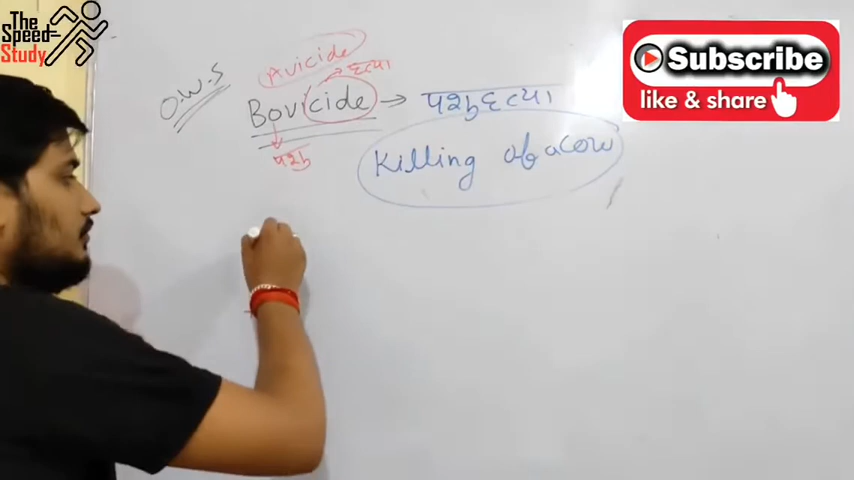 The
Speed
Study
Subscribe
like & share
O.W.S
Avicide
हत्या
Bovicide → पशुहत्या
पशु
Killing of a cow